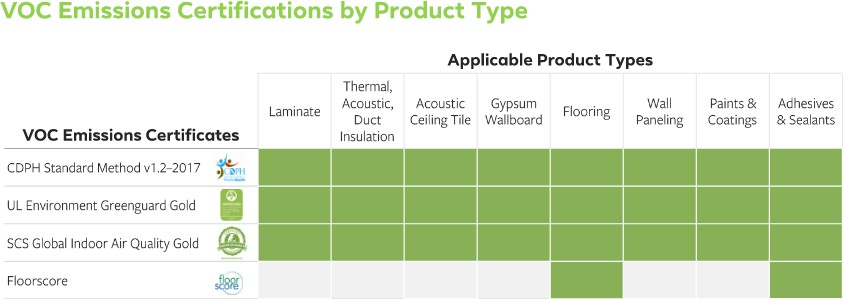 VOC Emissions Certifications by Product Type
Applicable Product Types
VOC Emissions Certificates
Laminate
Thermal,
Acoustic,
Duct
Insulation
Acoustic
Ceiling Tile
Gypsum
Wallboard
Flooring
Wall
Paneling
Paints &
Coatings
Adhesives
& Sealants
CDPH Standard Method v1.2–2017
CDPH
UL Environment Greenguard Gold
SCS Global Indoor Air Quality Gold
Floorscore
floor
score